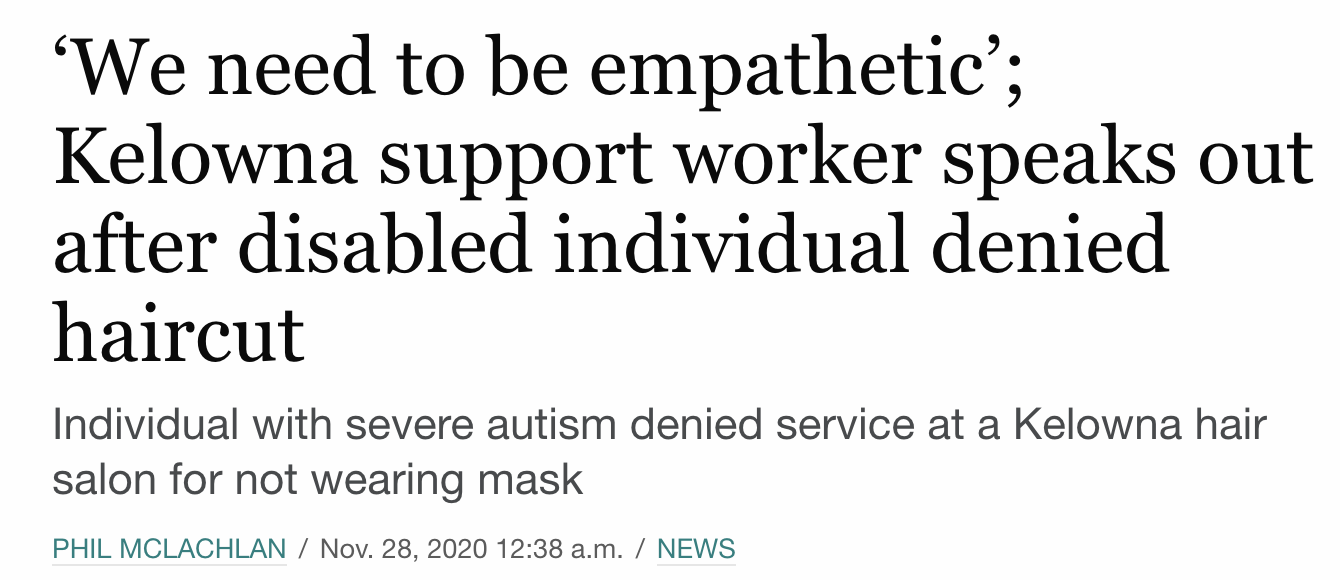 ‘We need to be empathetic’;
Kelowna support worker speaks out
after disabled individual denied
haircut
Individual with severe autism denied service at a Kelowna hair
salon for not wearing mask
PHIL MCLACHLAN / Nov. 28, 2020 12:38 a.m. / NEWS